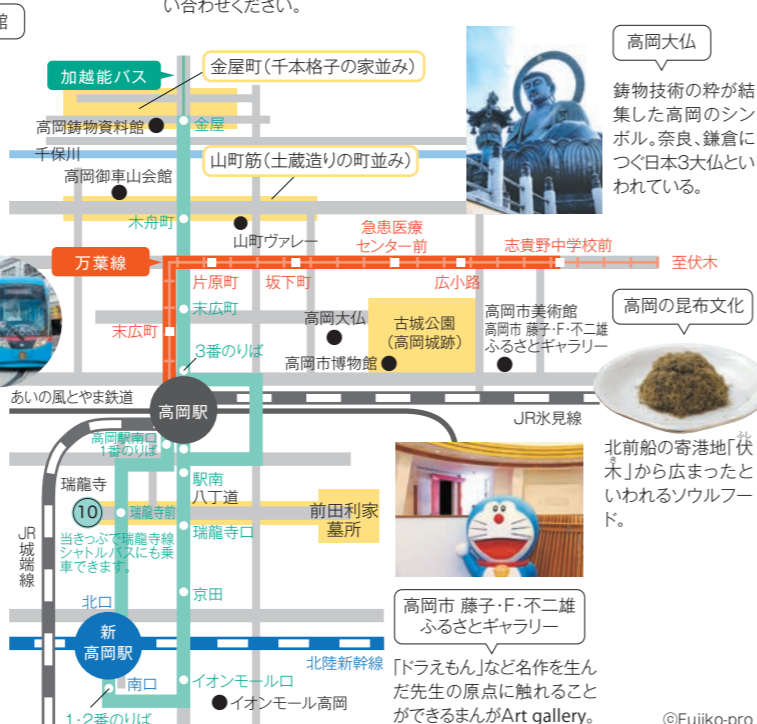 い合わせください。
館
加越能バス
金屋町(千本格子の家並み)
高岡鋳物資料館
金屋
千保川
山町筋(土蔵造りの町並み)
高岡御車山会館
木舟町
山町ヴァレー
急患医療
センター前
志貴野中学校前
万葉線
至伏木
片原町
坂下町
広小路
末広町
末広町
高岡大仏
古城公園
(高岡城跡)
高岡市美術館
高岡市 藤子・F・不二雄
ふるさとギャラリー
高岡市博物館
3番のりば
あいの風とやま鉄道
高岡駅
JR氷見線
高岡駅南口
1番のりば
駅南
八丁道
瑞龍寺
10
瑞龍寺前
前田利家
墓所
当きっぷで瑞龍寺線
シャトルバスにも乗
車できます。
瑞龍寺口
JR城端線
京田
北口
新
高岡駅
北陸新幹線
南口
イオンモール口
イオンモール高岡
1・2番のりば
高岡大仏
鋳物技術の粋が結
集した高岡のシン
ボル。奈良、鎌倉に
つぐ日本3大仏とい
われている。
高岡の昆布文化
北前船の寄港地「伏
ふし
木」から広まったと
き
いわれるソウルフー
ド。
高岡市 藤子・F・不二雄
ふるさとギャラリー
「ドラえもん」など名作を生ん
だ先生の原点に触れること
ができるまんがArt gallery。
©Fujiko-pro